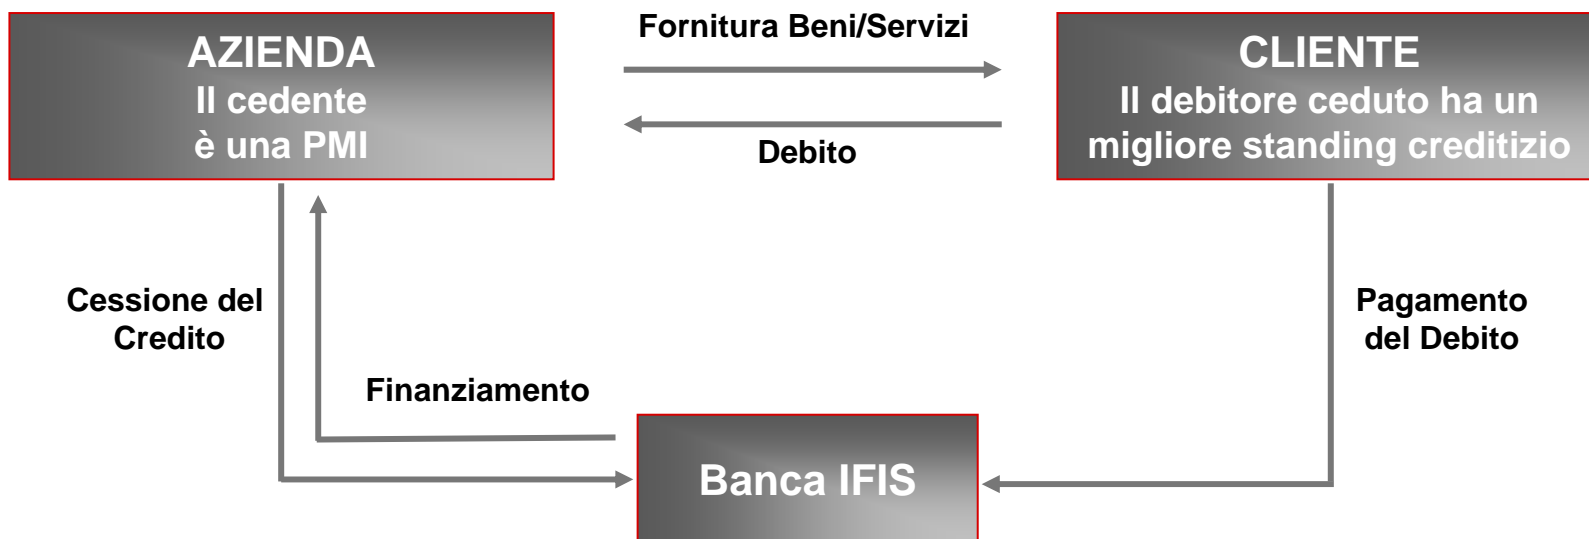 Fornitura Beni/Servizi
AZIENDA
Il cedente
è una PMI
CLIENTE
Il debitore ceduto ha un
migliore standing creditizio
Debito
Cessione del
Credito
Pagamento
del Debito
Finanziamento
Banca IFIS